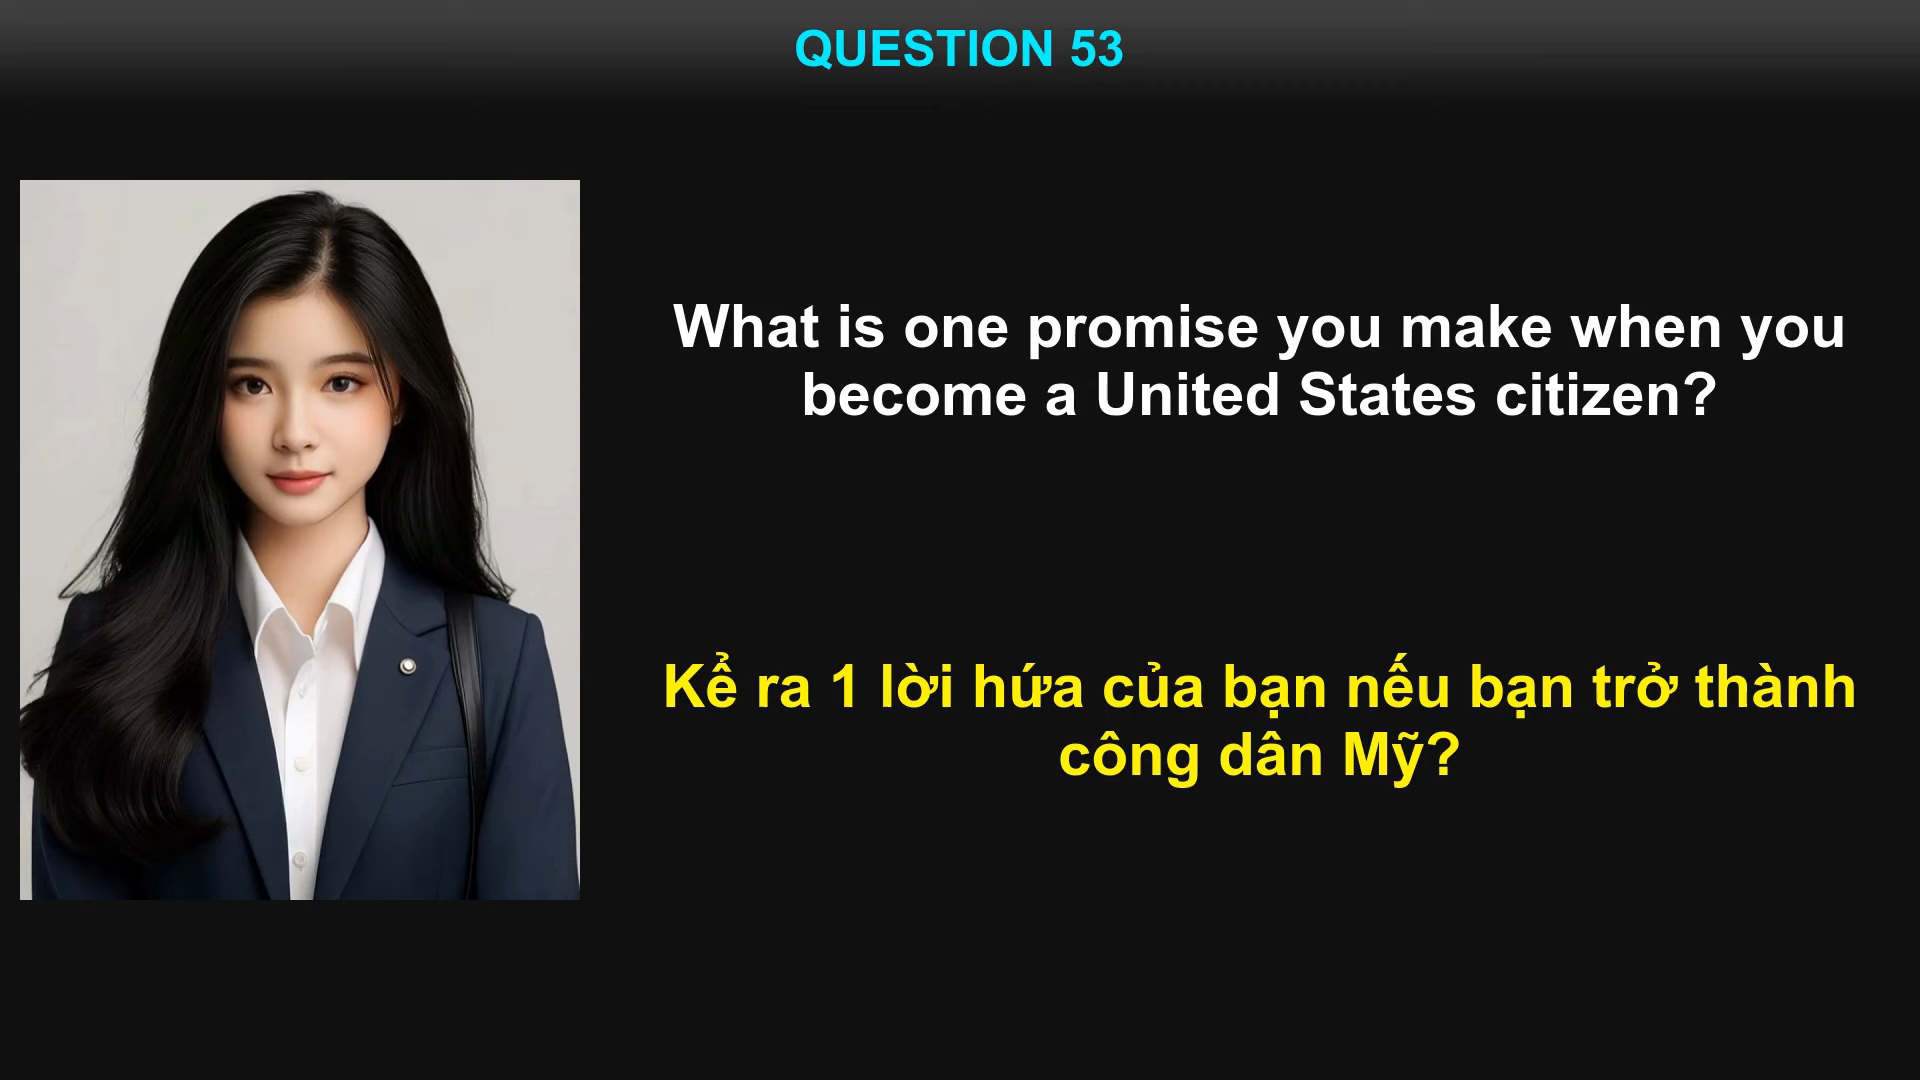 QUESTION 53
What is one promise you make when you
become a United States citizen?
Kể ra 1 lời hứa của bạn nếu bạn trở thành
công dân Mỹ?